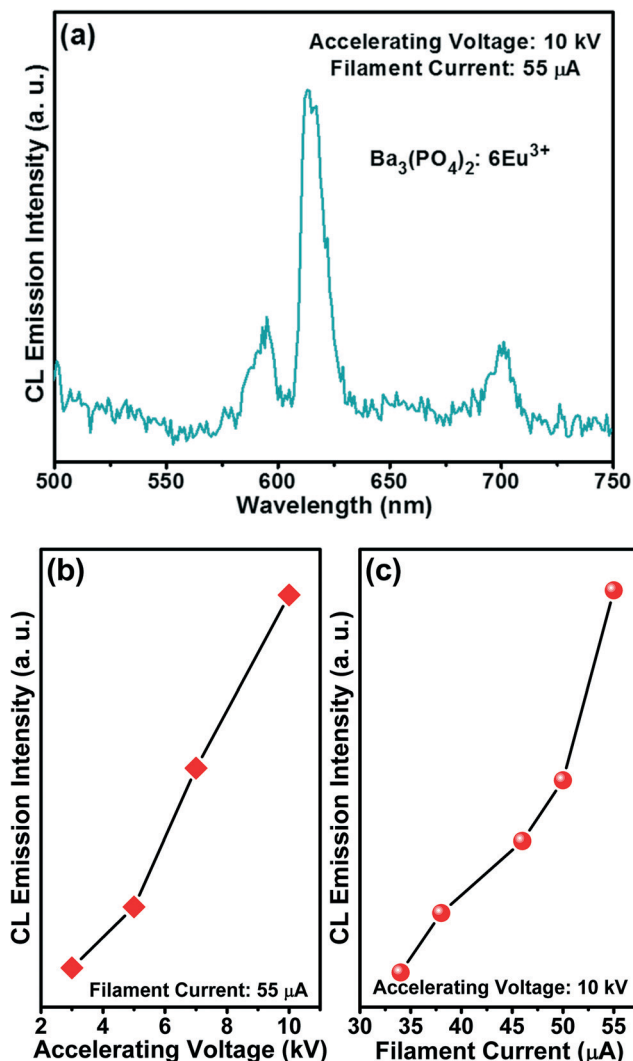 (a)
Accelerating Voltage: 10 kV
Filament Current: 55 μA
Ba₃(PO₄)₂: 6Eu³⁺
CL Emission Intensity (a. u.)
500 550 600 650 700 750
Wavelength (nm)
(b)
CL Emission Intensity (a. u.)
Filament Current: 55 μA
2 4 6 8 10
Accelerating Voltage (kV)
(c)
CL Emission Intensity (a. u.)
Accelerating Voltage: 10 kV
30 35 40 45 50 55
Filament Current (μA)